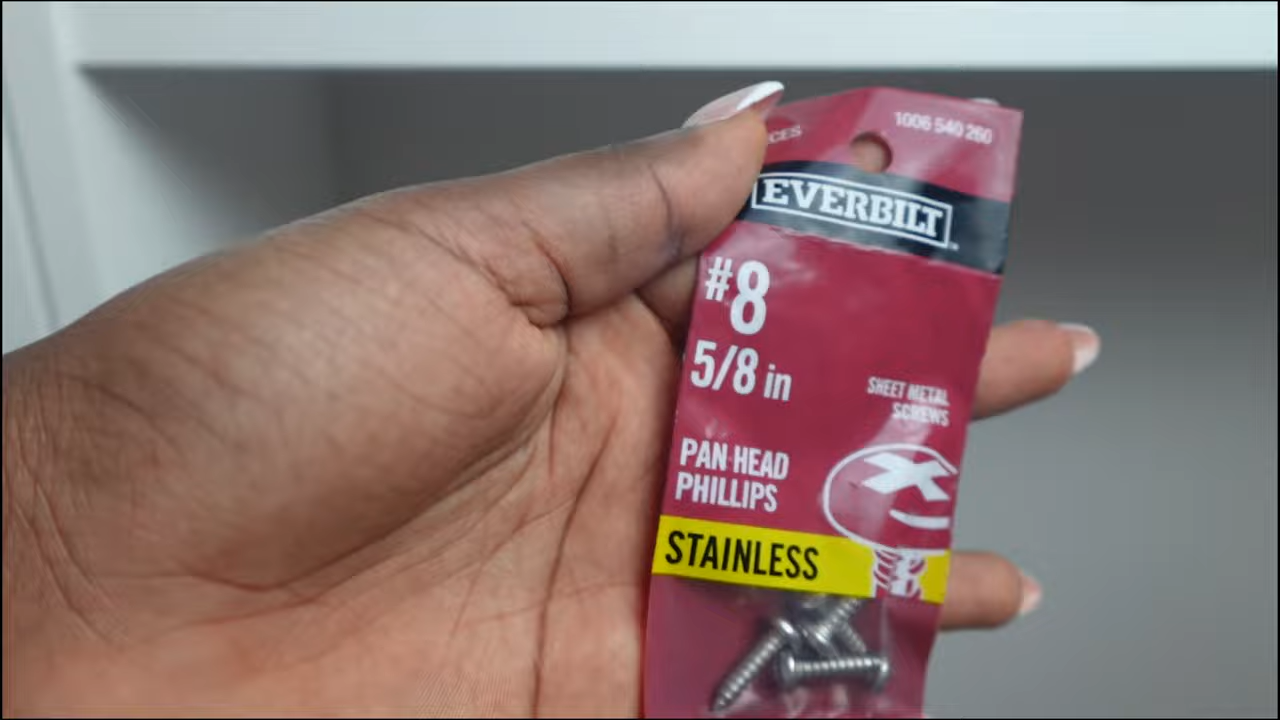 1006 540 260
EVERBILT
#8
5/8 in
SHEET METAL
SCREWS
PAN HEAD
PHILLIPS
STAINLESS